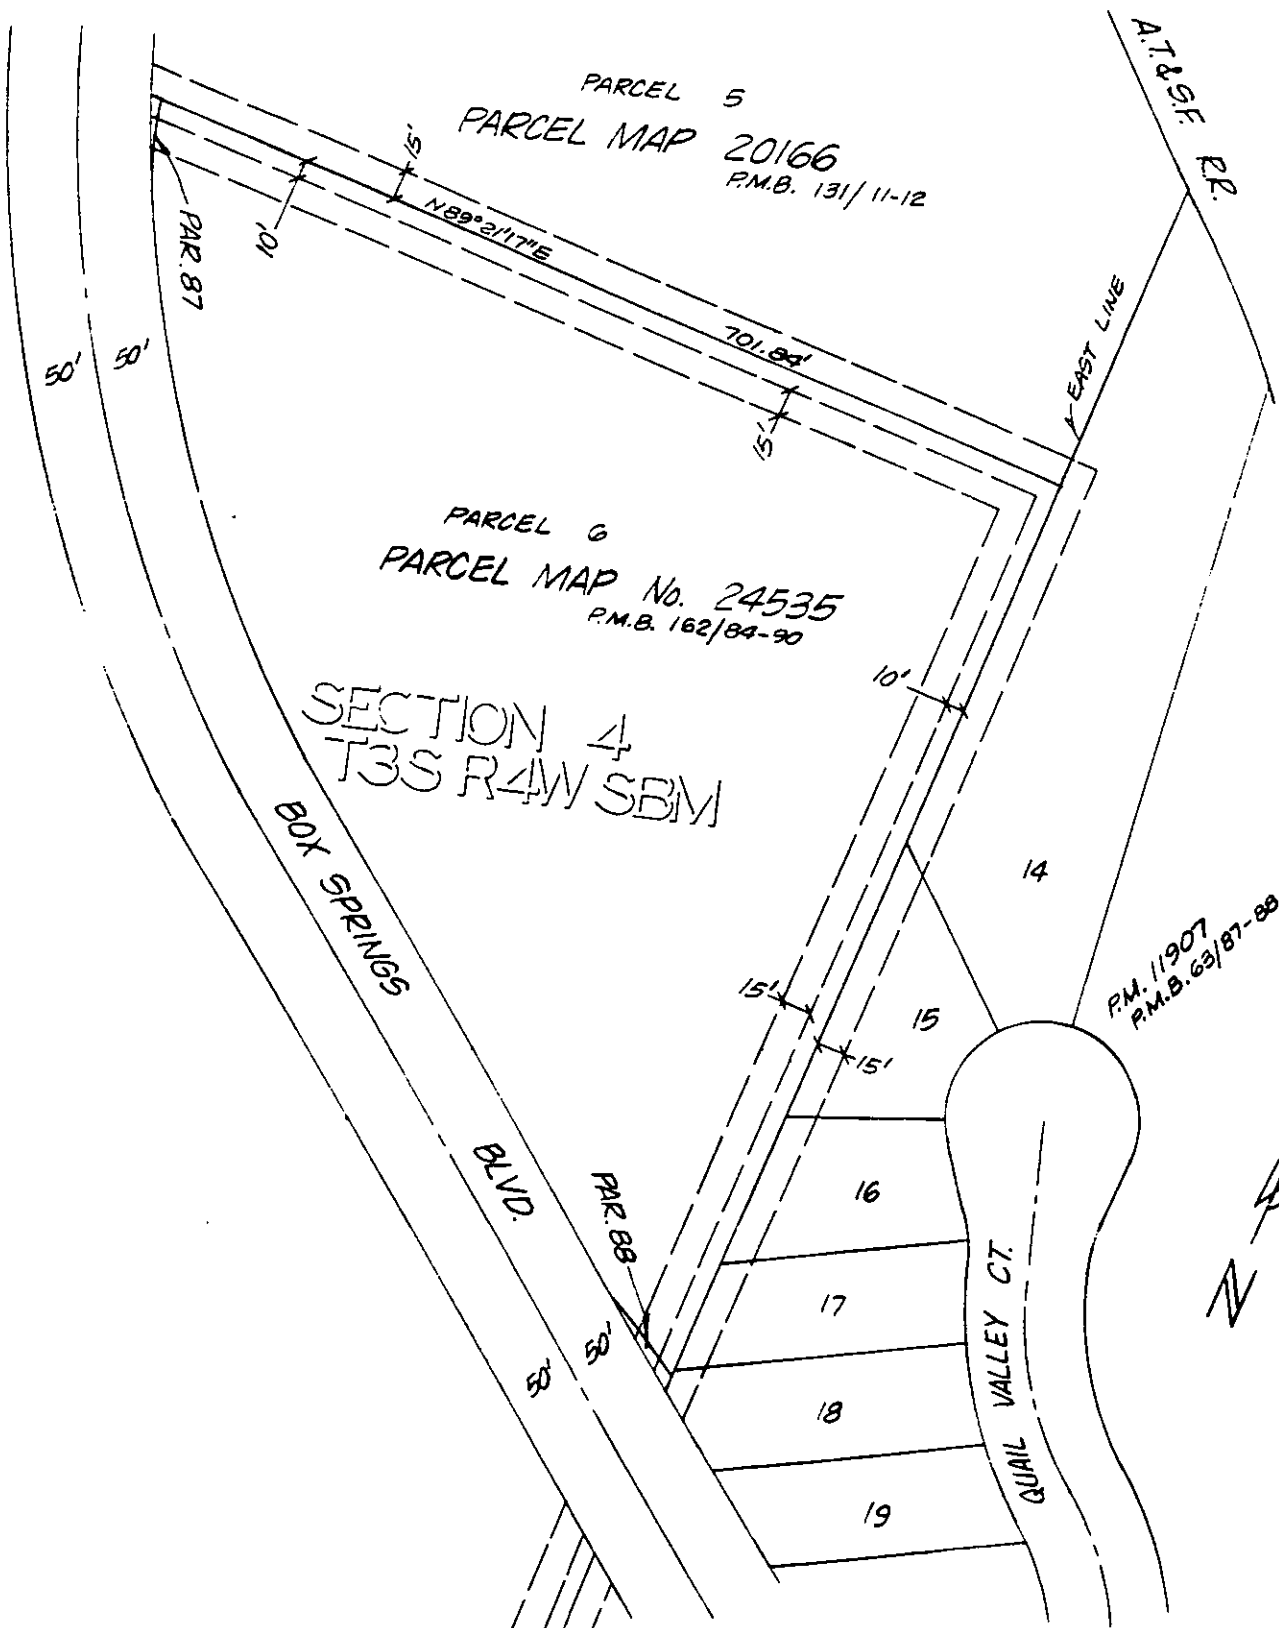 A.T.&S.F. RR.
PARCEL 5
PARCEL MAP 20166
P.M.B. 131/11-12
15'
10'
PAR.87
N89°21'17"E
701.84'
EAST LINE
50' 50'
15'
PARCEL 6
PARCEL MAP No. 24535
P.M.B. 162/84-90
10'
SECTION 4
T3S R4W SBM
BOX SPRINGS
BLVD.
14
P.M. 11907
P.M.B. 63/87-88
15'
15
15'
PAR.88
16
17
18
19
QUAIL VALLEY CT.
N
50'
50'